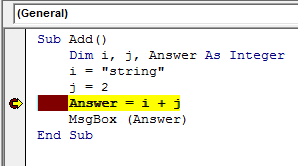 (General)
Sub Add()
Dim i, j, Answer As Integer
i = "string"
j = 2
Answer = i + j
MsgBox (Answer)
End Sub